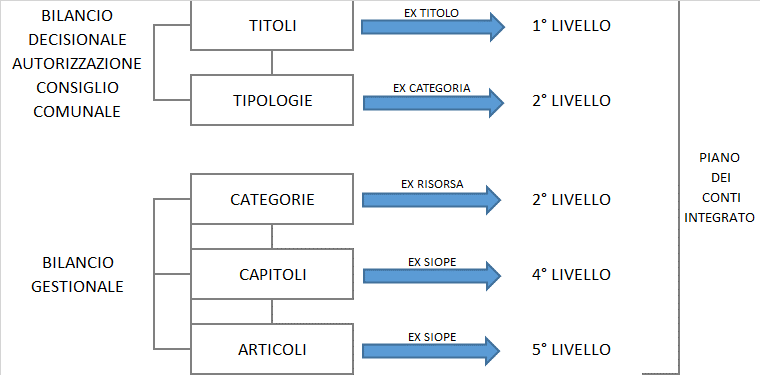 BILANCIO
DECISIONALE
AUTORIZZAZIONE
CONSIGLIO
COMUNALE
TITOLI
EX TITOLO
1° LIVELLO
TIPOLOGIE
EX CATEGORIA
2° LIVELLO
BILANCIO
GESTIONALE
CATEGORIE
EX RISORSA
2° LIVELLO
CAPITOLI
EX SIOPE
4° LIVELLO
ARTICOLI
EX SIOPE
5° LIVELLO
PIANO
DEI
CONTI
INTEGRATO